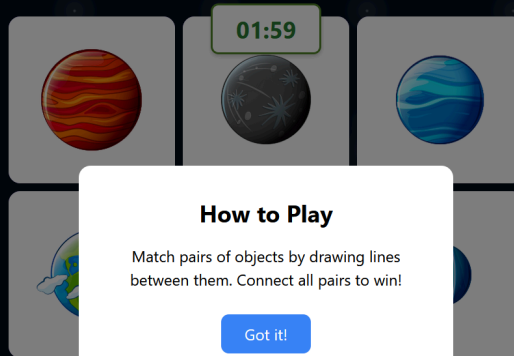 01:59
How to Play
Match pairs of objects by drawing lines
between them. Connect all pairs to win!
Got it!